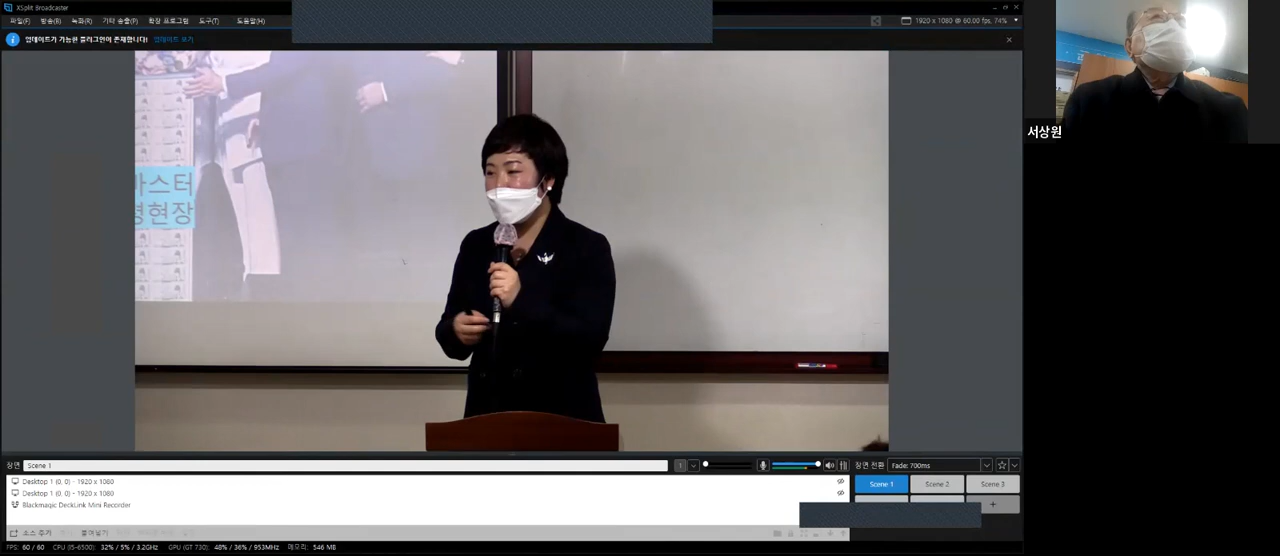 XSplit Broadcaster
파일(F) 방송(B) 녹화(R) 기타 송출(P) 확장 프로그램 도구(T) 도움말(H)
1920 x 1080 @ 60.00 fps, 74%
업데이트가 가능한 플러그인이 존재합니다! 업데이트 보기
마스터
현장
서상원
장면 Scene 1
장면 전환 Fade: 700ms
Desktop 1 (0, 0) - 1920 x 1080
Desktop 1 (0, 0) - 1920 x 1080
Blackmagic DeckLink Mini Recorder
Scene 1 Scene 2 Scene 3
+
소스 추가 붙여넣기
FPS: 60 / 60 CPU (i5-6500): 32% / 5% / 3.2GHz GPU (GT 730): 48% / 36% / 953MHz 메모리: 546 MB